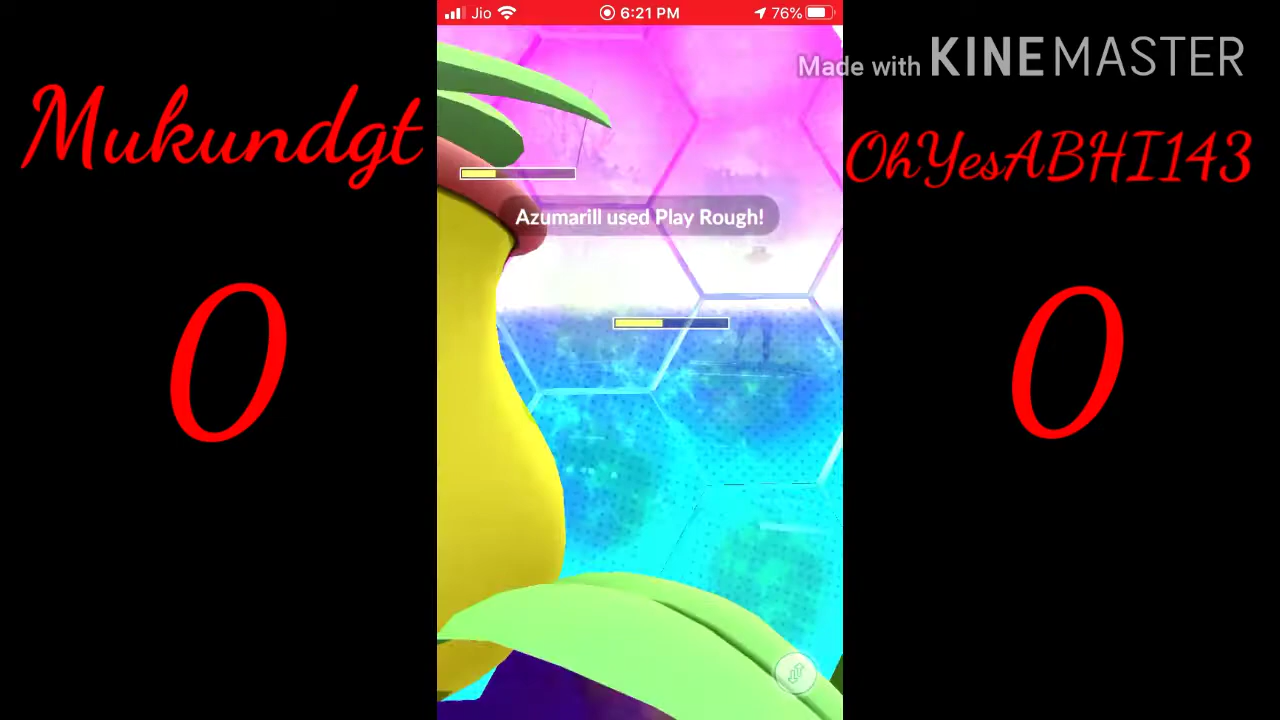 Jio 6:21 PM 76%
Made with KINEMASTER
Mukundgt
OhYesABHI143
Azumarill used Play Rough!
0
0